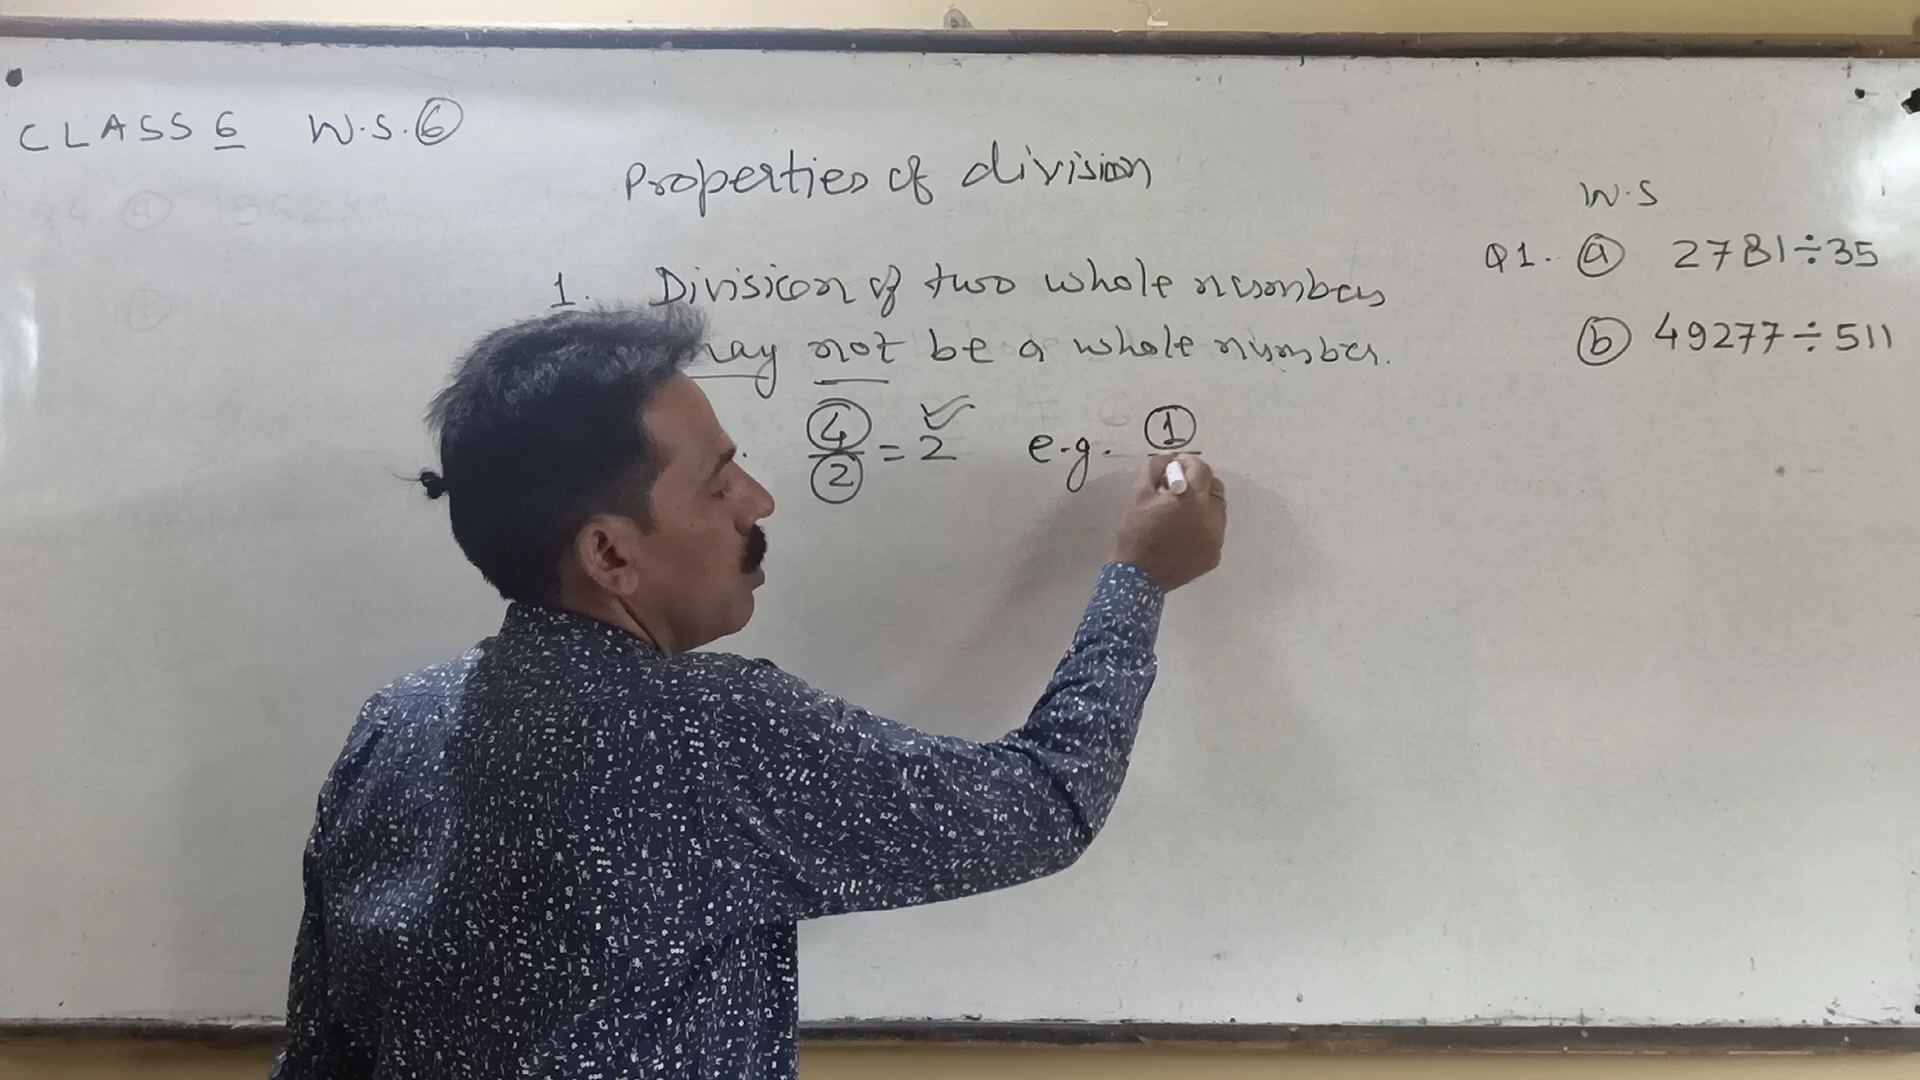 CLASS 6 W.S. 6
Properties of division
1. Division of two whole numbers
may not be a whole number.
4/2 = 2 e.g. 1
W.S
Q1. a 2781÷35
b 49277÷511